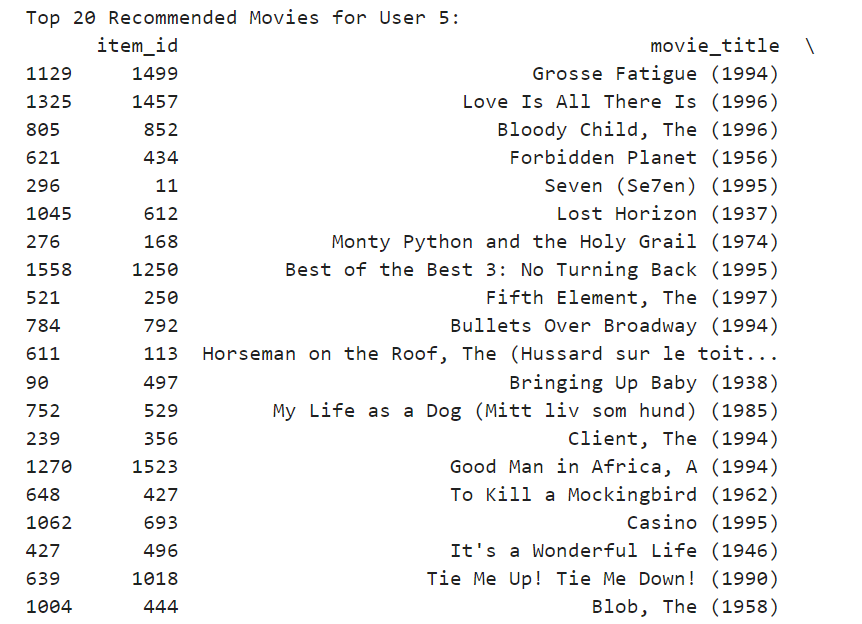 Top 20 Recommended Movies for User 5:
item_id movie_title \
1129 1499 Grosse Fatigue (1994)
1325 1457 Love Is All There Is (1996)
805 852 Bloody Child, The (1996)
621 434 Forbidden Planet (1956)
296 11 Seven (Se7en) (1995)
1045 612 Lost Horizon (1937)
276 168 Monty Python and the Holy Grail (1974)
1558 1250 Best of the Best 3: No Turning Back (1995)
521 250 Fifth Element, The (1997)
784 792 Bullets Over Broadway (1994)
611 113 Horseman on the Roof, The (Hussard sur le toit...
90 497 Bringing Up Baby (1938)
752 529 My Life as a Dog (Mitt liv som hund) (1985)
239 356 Client, The (1994)
1270 1523 Good Man in Africa, A (1994)
648 427 To Kill a Mockingbird (1962)
1062 693 Casino (1995)
427 496 It's a Wonderful Life (1946)
639 1018 Tie Me Up! Tie Me Down! (1990)
1004 444 Blob, The (1958)